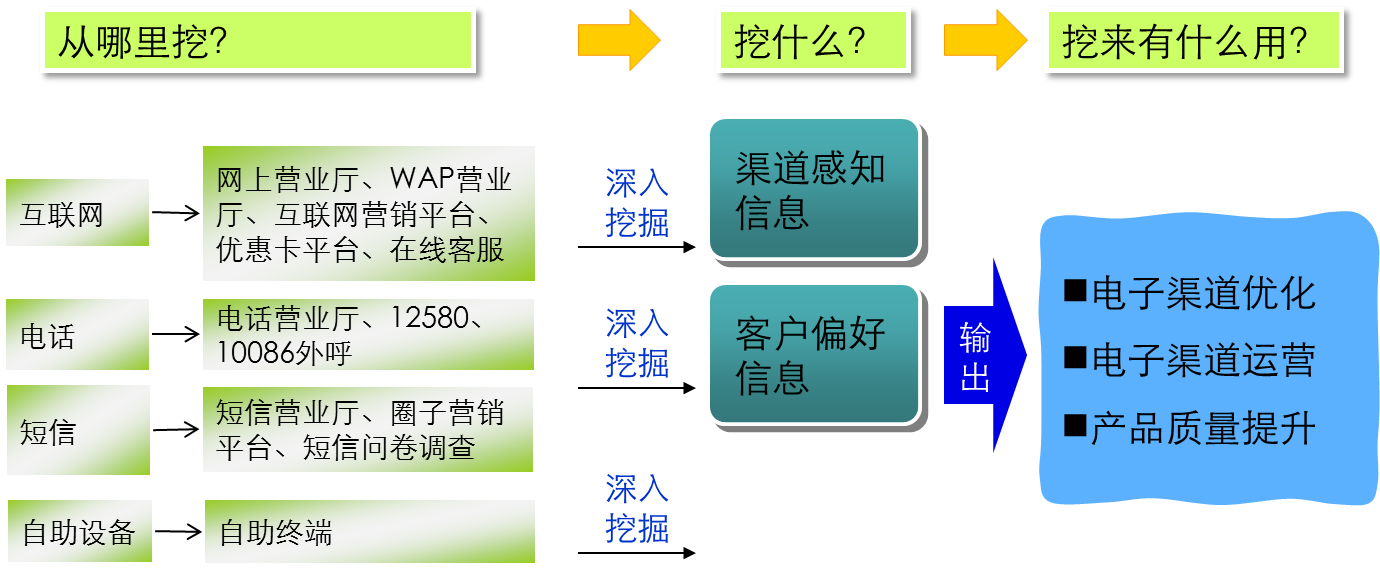 从哪里挖?
挖什么?
挖来有什么用?
互联网
网上营业厅、WAP营业
厅、互联网营销平台、
优惠卡平台、在线客服
电话
电话营业厅、12580、
10086外呼
短信
短信营业厅、圈子营销
平台、短信问卷调查
自助设备
自助终端
深入
挖掘
深入
挖掘
深入
挖掘
渠道感知
信息
客户偏好
信息
输
出
■电子渠道优化
■电子渠道运营
■产品质量提升